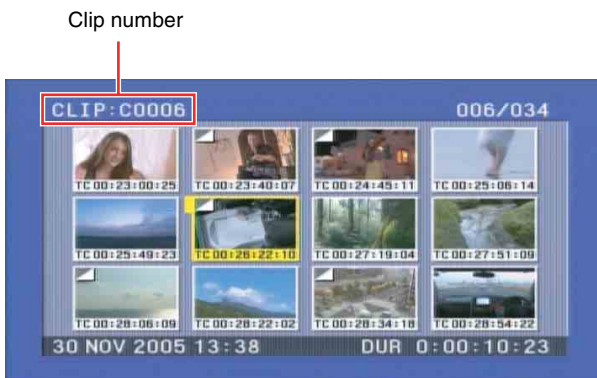 Clip number
CLIP:C0006 006/034
TC 00:23:00:25 TC 00:23:40:07 TC 00:24:45:11 TC 00:25:06:14
TC 00:25:49:23 TC 00:26:22:10 TC 00:27:19:04 TC 00:27:51:09
TC 00:28:06:09 TC 00:28:22:02 TC 00:28:34:18 TC 00:28:54:22
30 NOV 2005 13:38 DUR 0:00:10:23